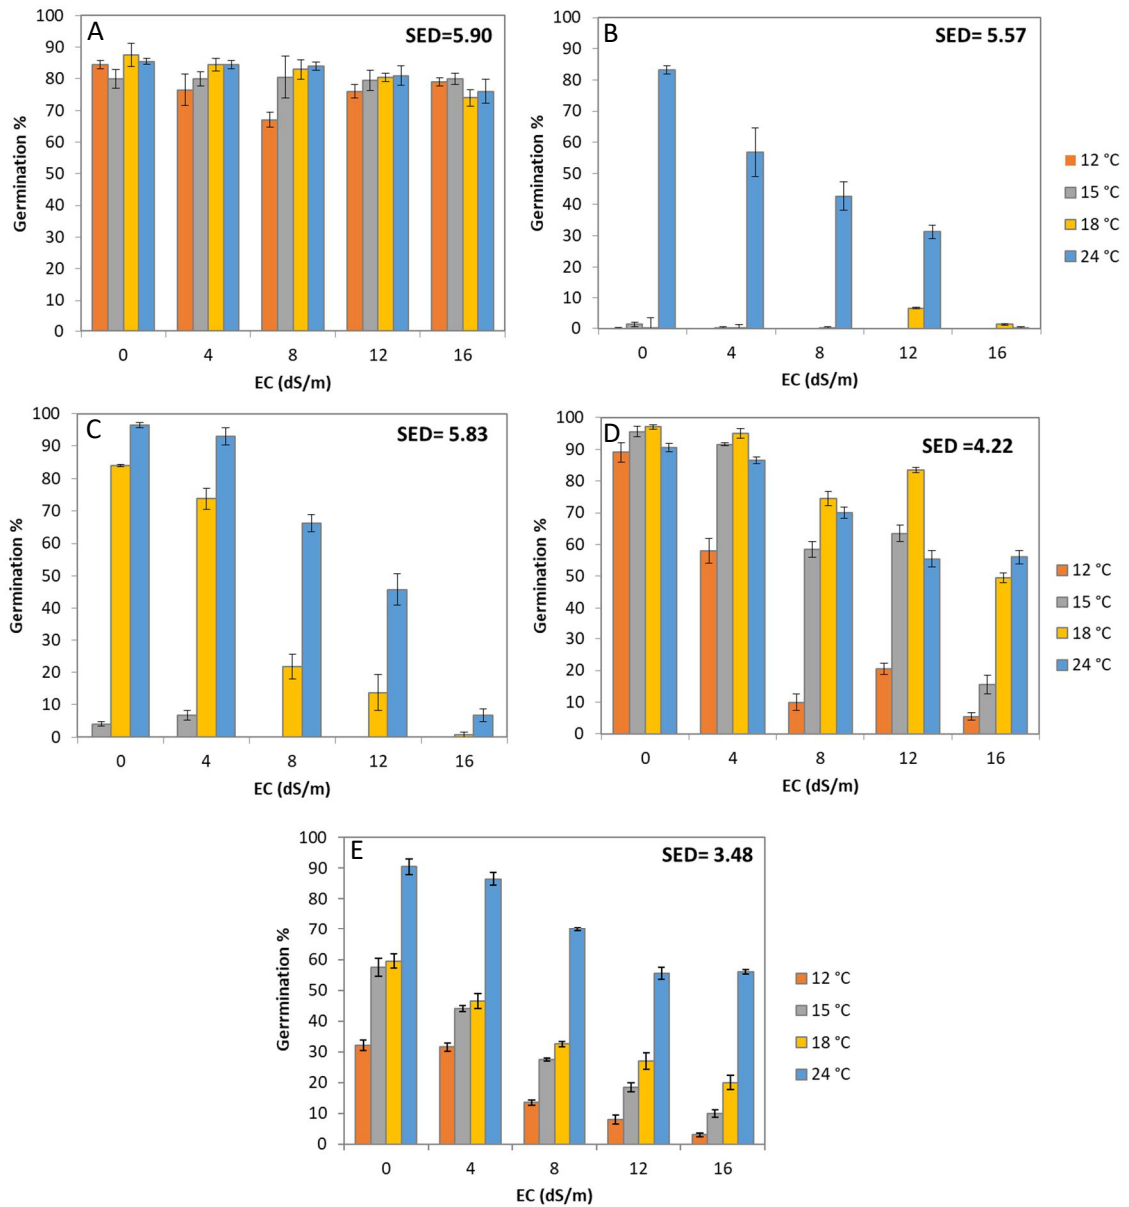 A
SED=5.90
Germination %
100
90
80
70
60
50
40
30
20
10
0
0 4 8 12 16
EC (dS/m)
B
SED= 5.57
Germination %
100
90
80
70
60
50
40
30
20
10
0
0 4 8 12 16
EC (dS/m)
12 °C
15 °C
18 °C
24 °C
C
SED= 5.83
Germination %
100
90
80
70
60
50
40
30
20
10
0
0 4 8 12 16
EC (dS/m)
D
SED =4.22
Germination %
100
90
80
70
60
50
40
30
20
10
0
0 4 8 12 16
EC (dS/m)
12 °C
15 °C
18 °C
24 °C
E
SED= 3.48
Gerrmination %
100
90
80
70
60
50
40
30
20
10
0
0 4 8 12 16
EC (dS/m)
12 °C
15 °C
18 °C
24 °C